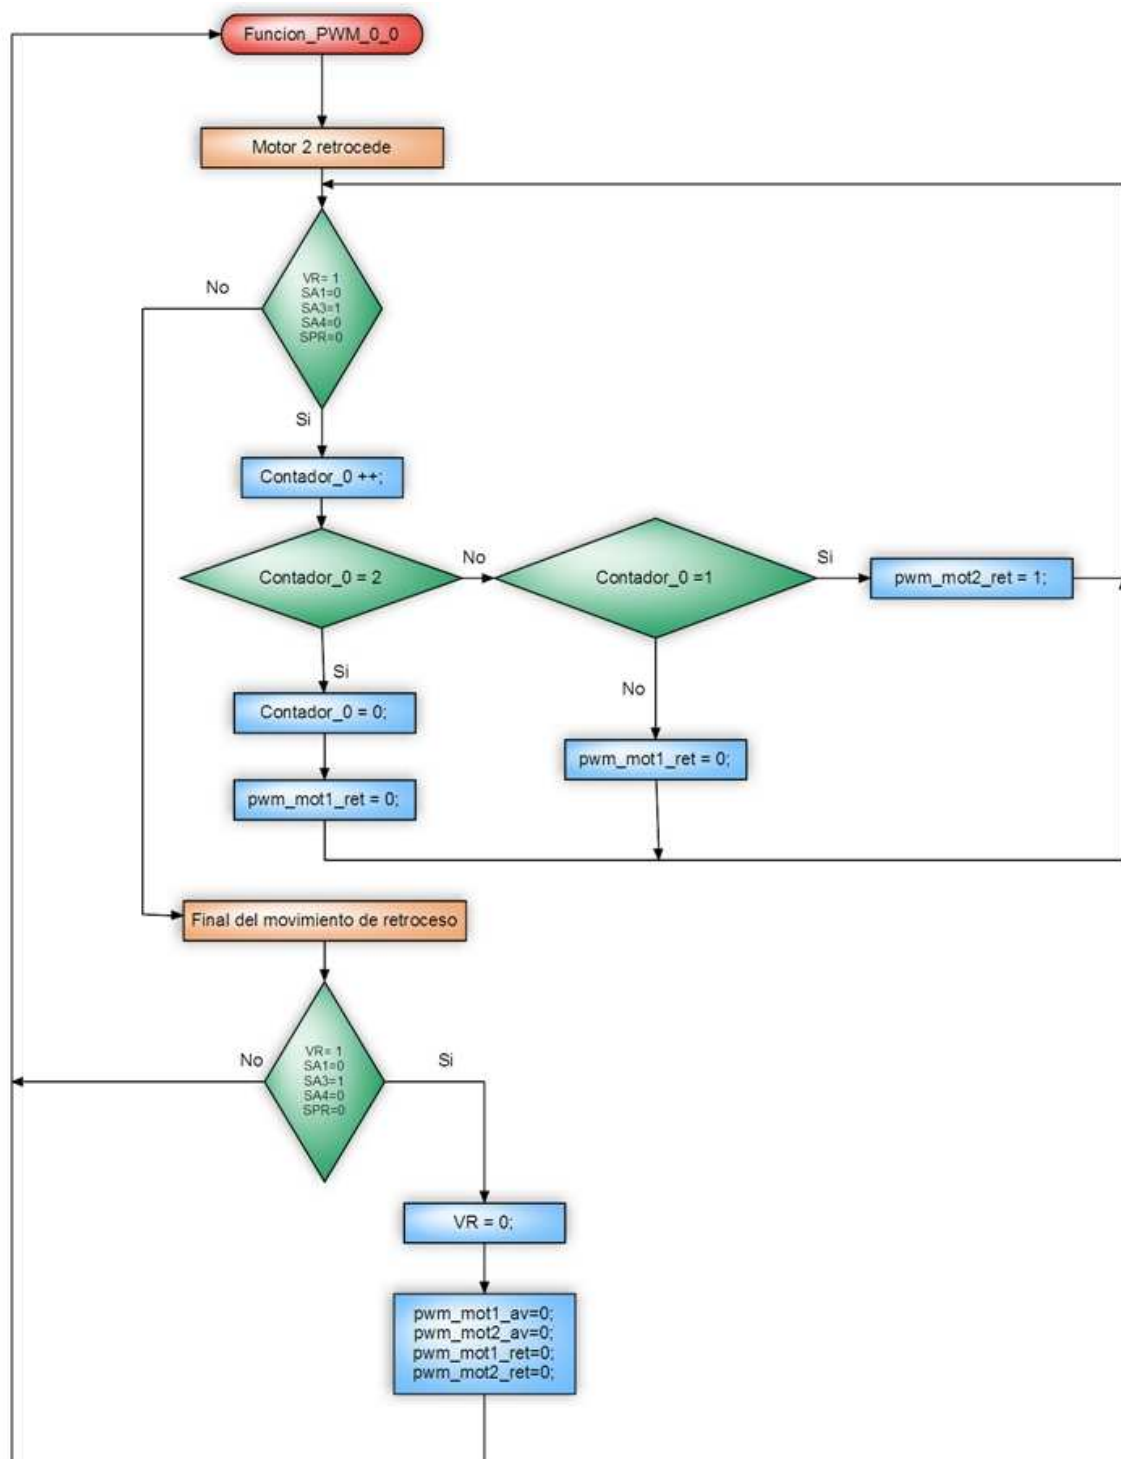 Funcion_PWM_0_0
Motor 2 retrocede
No
VR= 1
SA1=0
SA3=1
SA4=0
SPR=0
Si
Contador_0 ++;
Contador_0 = 2
No
Contador_0 =1
Si
pwm_mot2_ret = 1;
Si
No
Contador_0 = 0;
pwm_mot1_ret = 0;
pwm_mot1_ret = 0;
Final del movimiento de retroceso
No
VR= 1
SA1=0
SA3=1
SA4=0
SPR=0
Si
VR = 0;
pwm_mot1_av=0;
pwm_mot2_av=0;
pwm_mot1_ret=0;
pwm_mot2_ret=0;